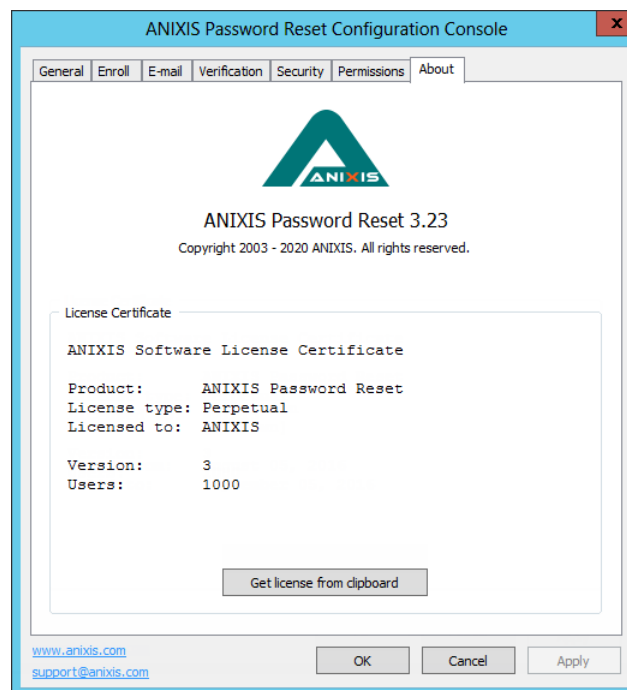 ANIXIS Password Reset Configuration Console
x
General Enroll E-mail Verification Security Permissions About
ANIXIS
ANIXIS Password Reset 3.23
Copyright 2003 - 2020 ANIXIS. All rights reserved.
License Certificate
ANIXIS Software License Certificate
Product: ANIXIS Password Reset
License type: Perpetual
Licensed to: ANIXIS
Version: 3
Users: 1000
Get license from clipboard
www.anixis.com
support@anixis.com
OK Cancel Apply